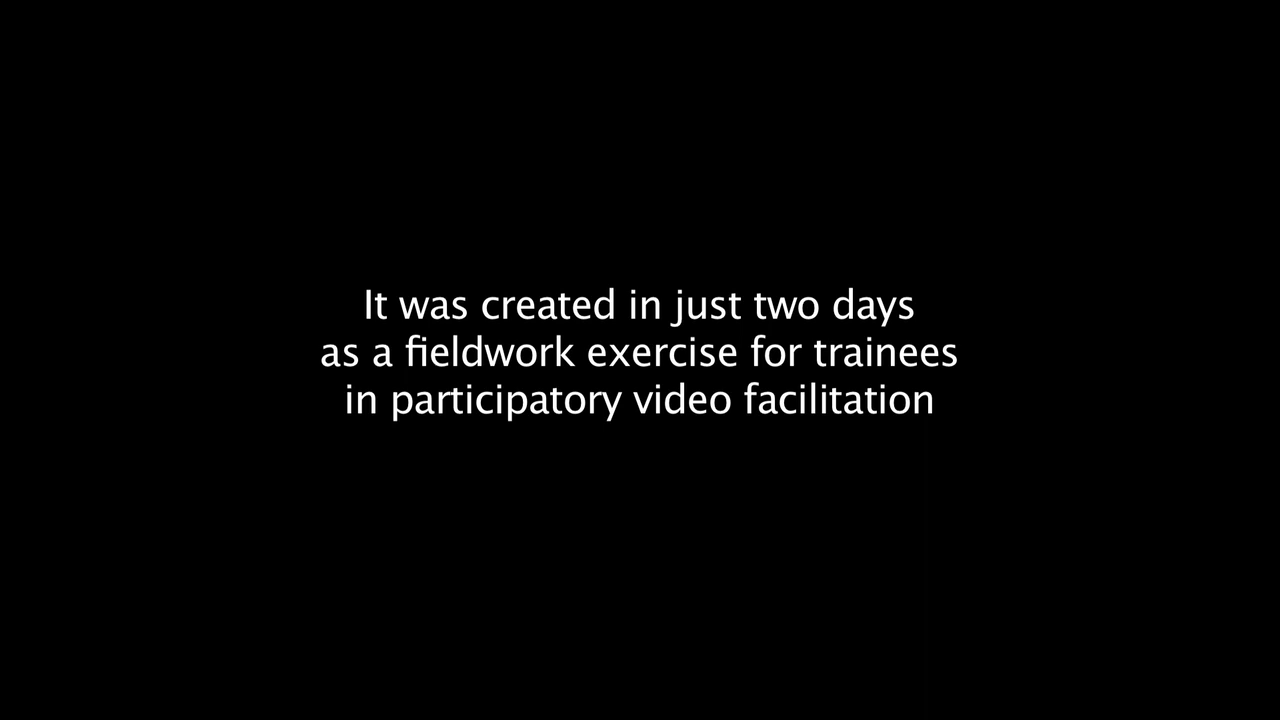 It was created in just two days
as a fieldwork exercise for trainees
in participatory video facilitation